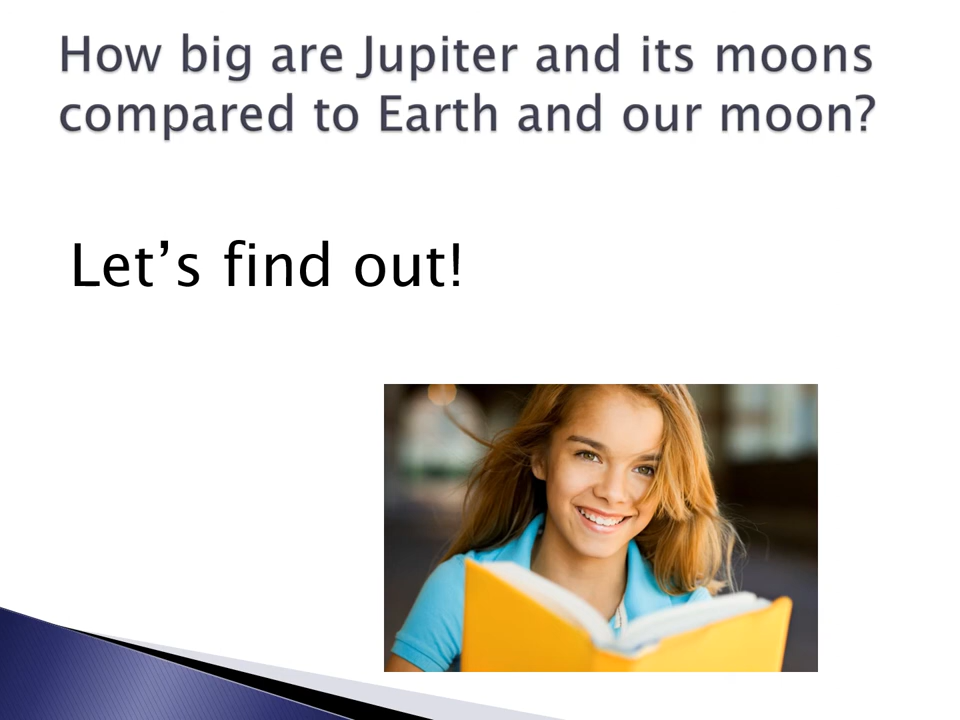 How big are Jupiter and its moons
compared to Earth and our moon?
Let’s find out!